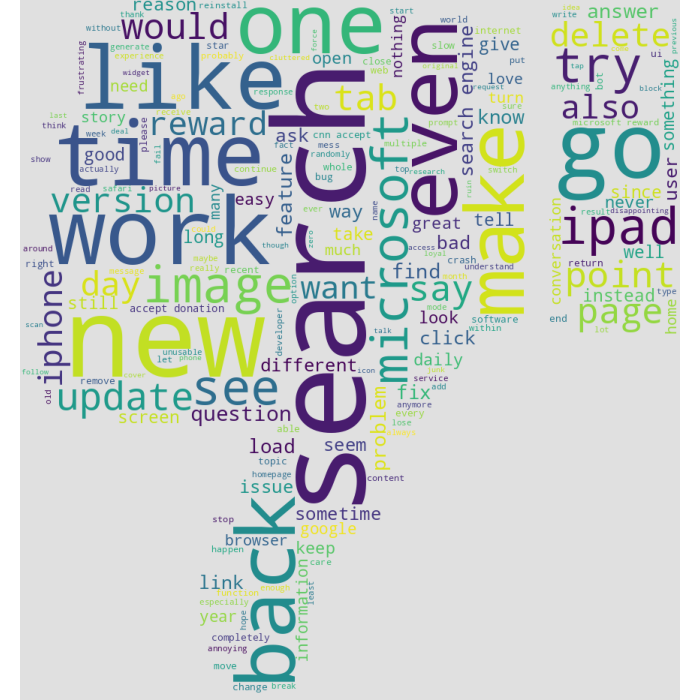 reason
reinstall
thank
without
would
one
start
world
idea
write
answer
delete
previous
generate
star
probably
cluttered
force
nothing
internet
give
put
try
ui
something
frustrating
experience
like
open
close
web
slow
love
tap
anything
bot
block
widget
need
receive
response
tab
original
turn
sure
request
also
microsoft reward
last
deal
please
story
reward
two
ask
cnn accept
prompt
know
search engine
go
user
think
week
fail
fact
randomly
mess
multiple
switch
since
never
show
good
actually
time
continue
whole
bug
top
research
ruin
result
disappointing
read
safari
picture
easy
feature
ever
way
name
great
tell
ipad
version
many
though
zero
take
much
access
loyal
bad
crash
understand
well
around
right
work
long
maybe
really
recent
option
want
find
month
make
conversation
return
point
type
message
day
image
search
microsoft
say
mode
software
within
instead
iphone
still
accept donation
developer
talk
look
even
page
home
scan
new
unusable
let
phone
icon
click
end
lot
follow
cover
different
daily
junk
service
add
old
remove
update
see
fix
anymore
every
lose
screen
question
able
problem
load
seem
topic
homepage
content
issue
back
sometime
stop
google
browser
happen
keep
care
link
function
enough
especially
least
year
hope
information
completely
annoying
move
change
break